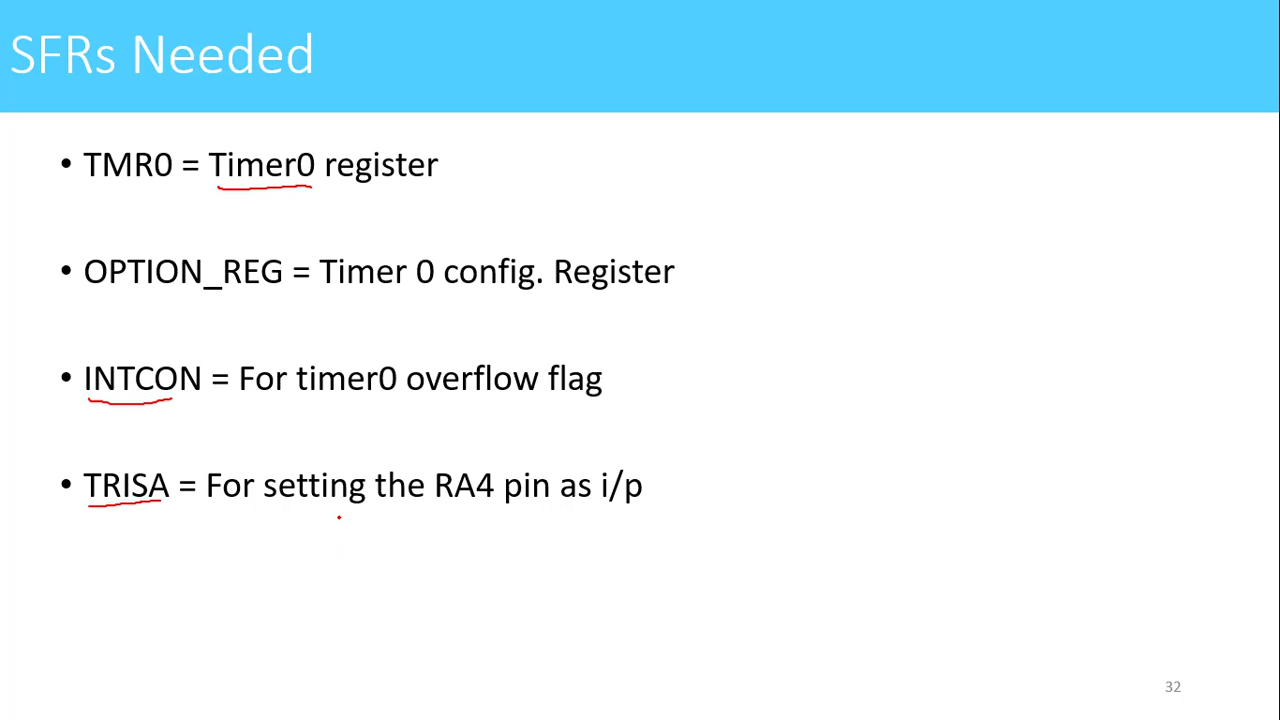 SFRs Needed
• TMR0 = Timer0 register
• OPTION_REG = Timer 0 config. Register
• INTCON = For timer0 overflow flag
• TRISA = For setting the RA4 pin as i/p
32